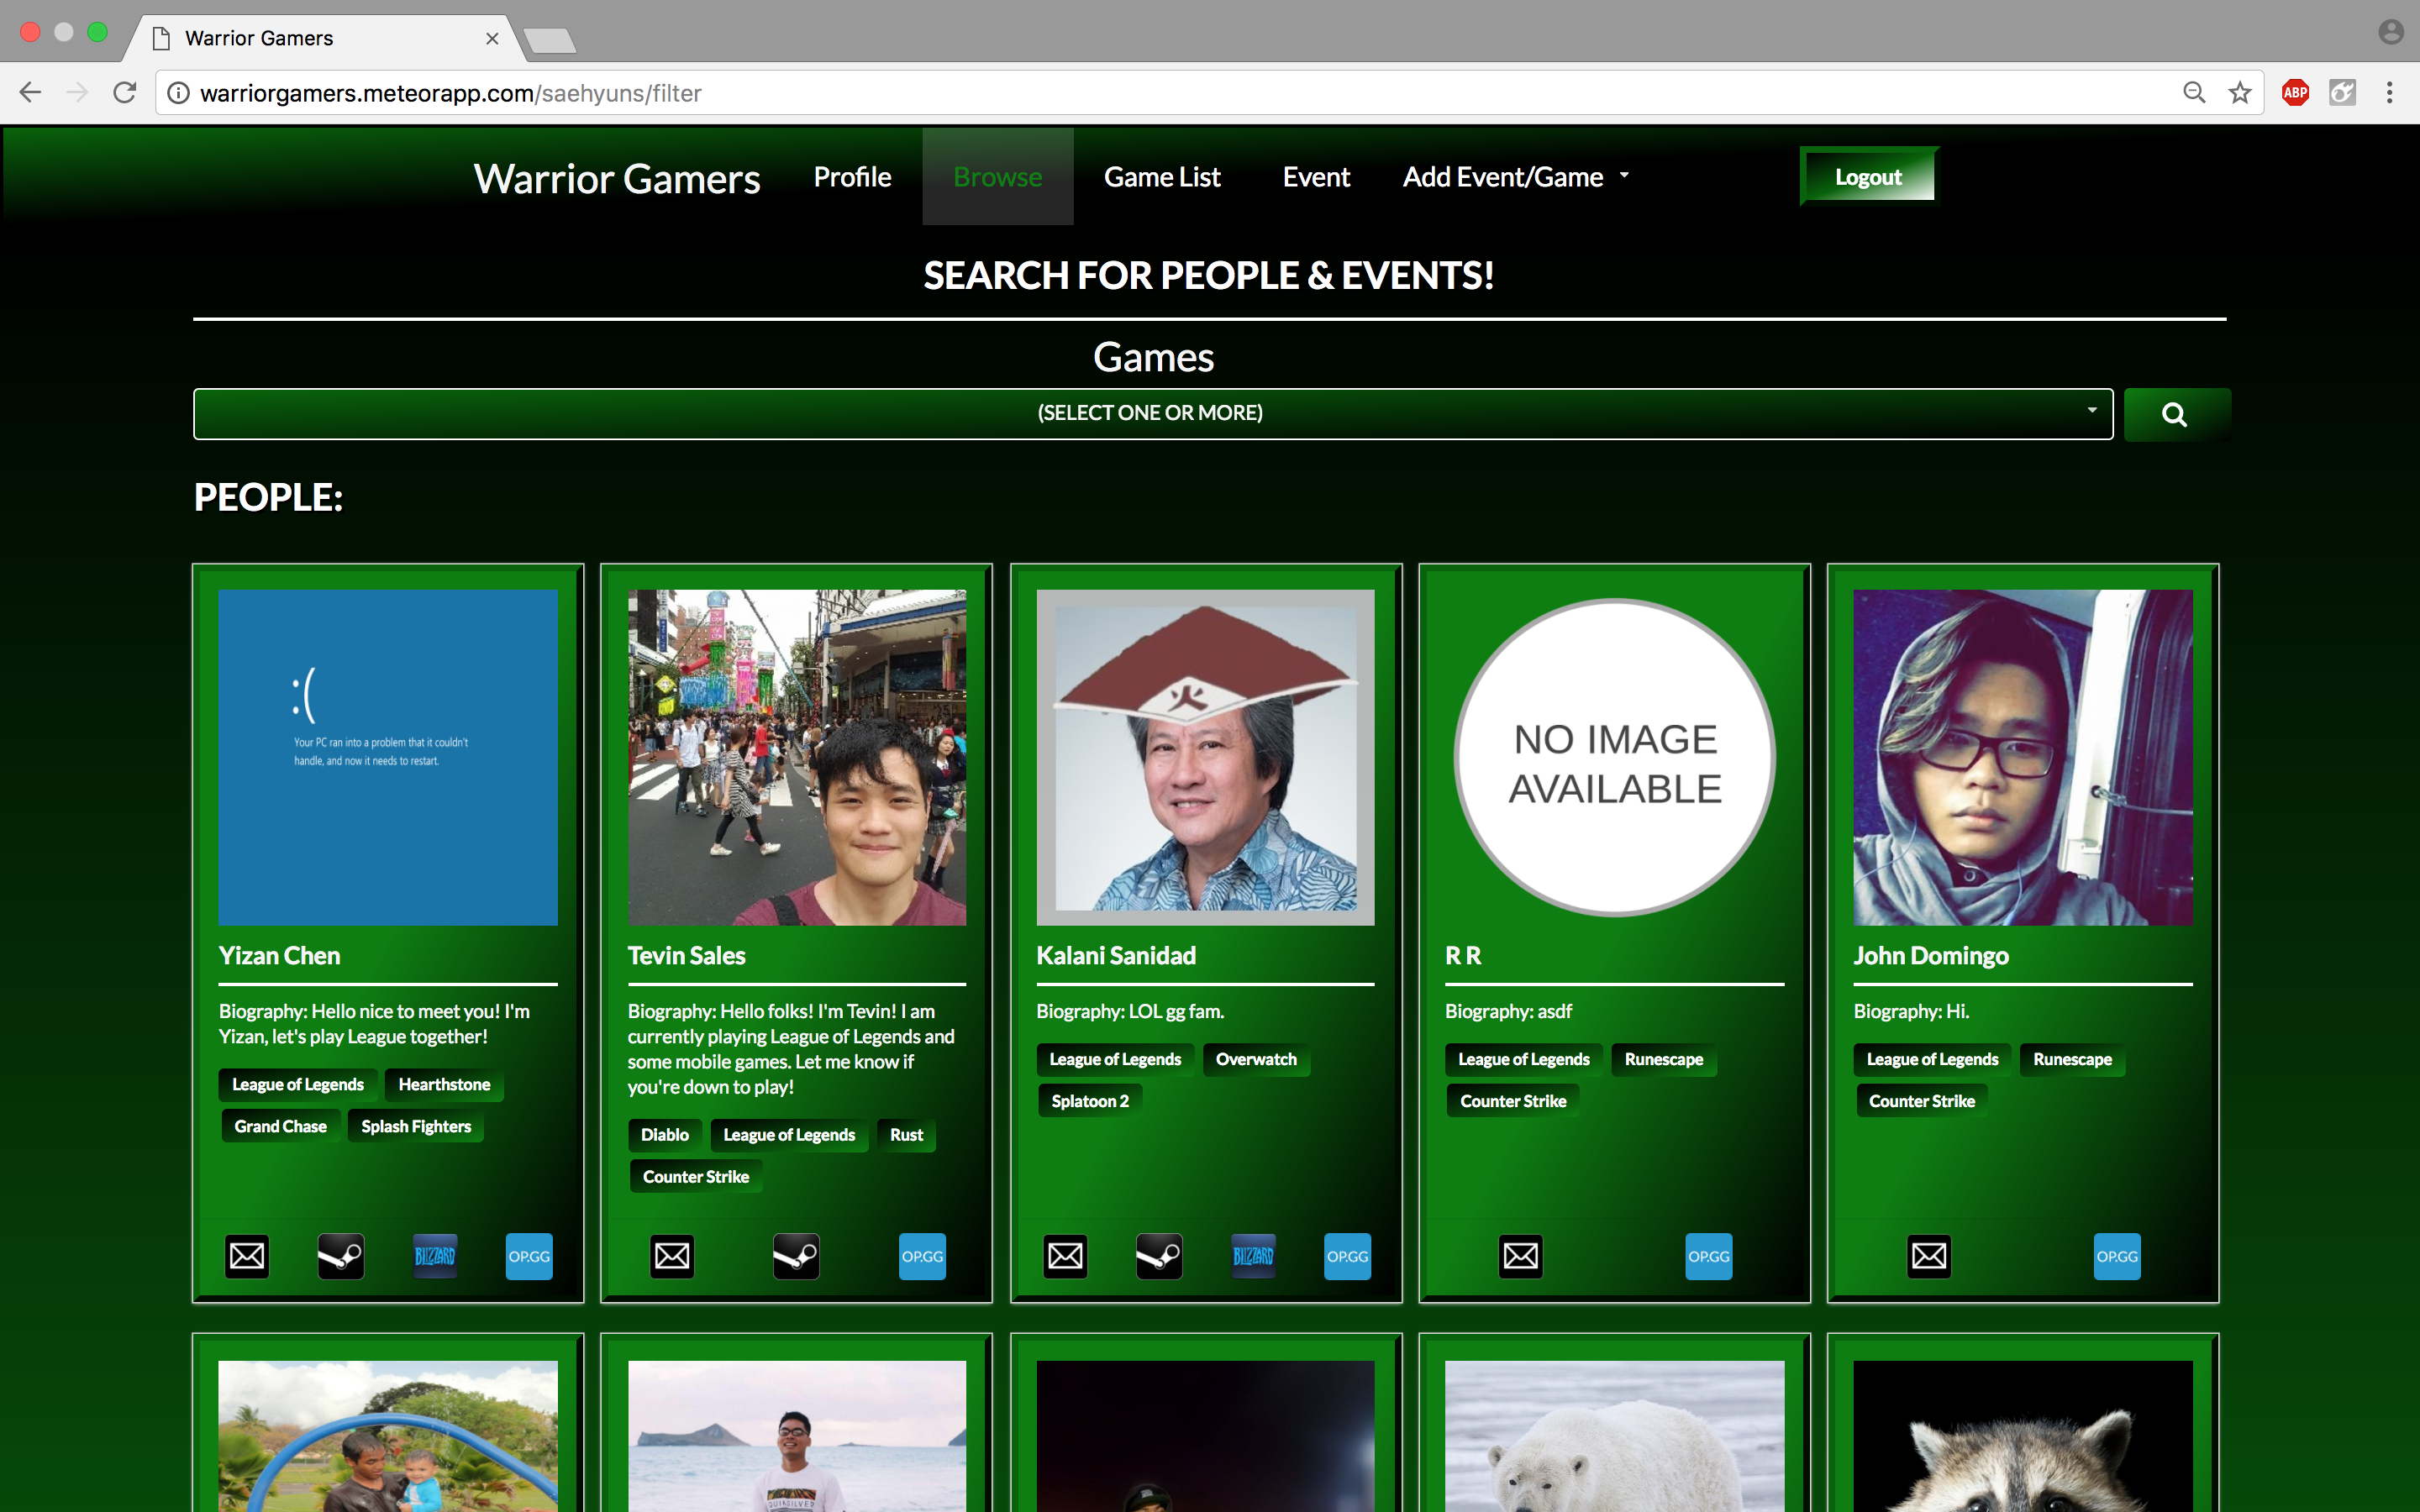 Warrior Gamers
warriorgamers.meteorapp.com/saehyuns/filter
ABP
Warrior Gamers Profile Browse Game List Event Add Event/Game Logout
SEARCH FOR PEOPLE & EVENTS!
Games
(SELECT ONE OR MORE)
PEOPLE:
:(
Your PC ran into a problem that it couldn't
handle, and now it needs to restart.
Yizan Chen
Biography: Hello nice to meet you! I'm
Yizan, let's play League together!
League of Legends Hearthstone
Grand Chase Splash Fighters
BLIZZARD OP.GG
Tevin Sales
Biography: Hello folks! I'm Tevin! I am
currently playing League of Legends and
some mobile games. Let me know if
you're down to play!
Diablo League of Legends Rust
Counter Strike
OP.GG
火
Kalani Sanidad
Biography: LOL gg fam.
League of Legends Overwatch
Splatoon 2
BLIZZARD OP.GG
NO IMAGE
AVAILABLE
R R
Biography: asdf
League of Legends Runescape
Counter Strike
OP.GG
John Domingo
Biography: Hi.
League of Legends Runescape
Counter Strike
OP.GG
QUIKSILVER